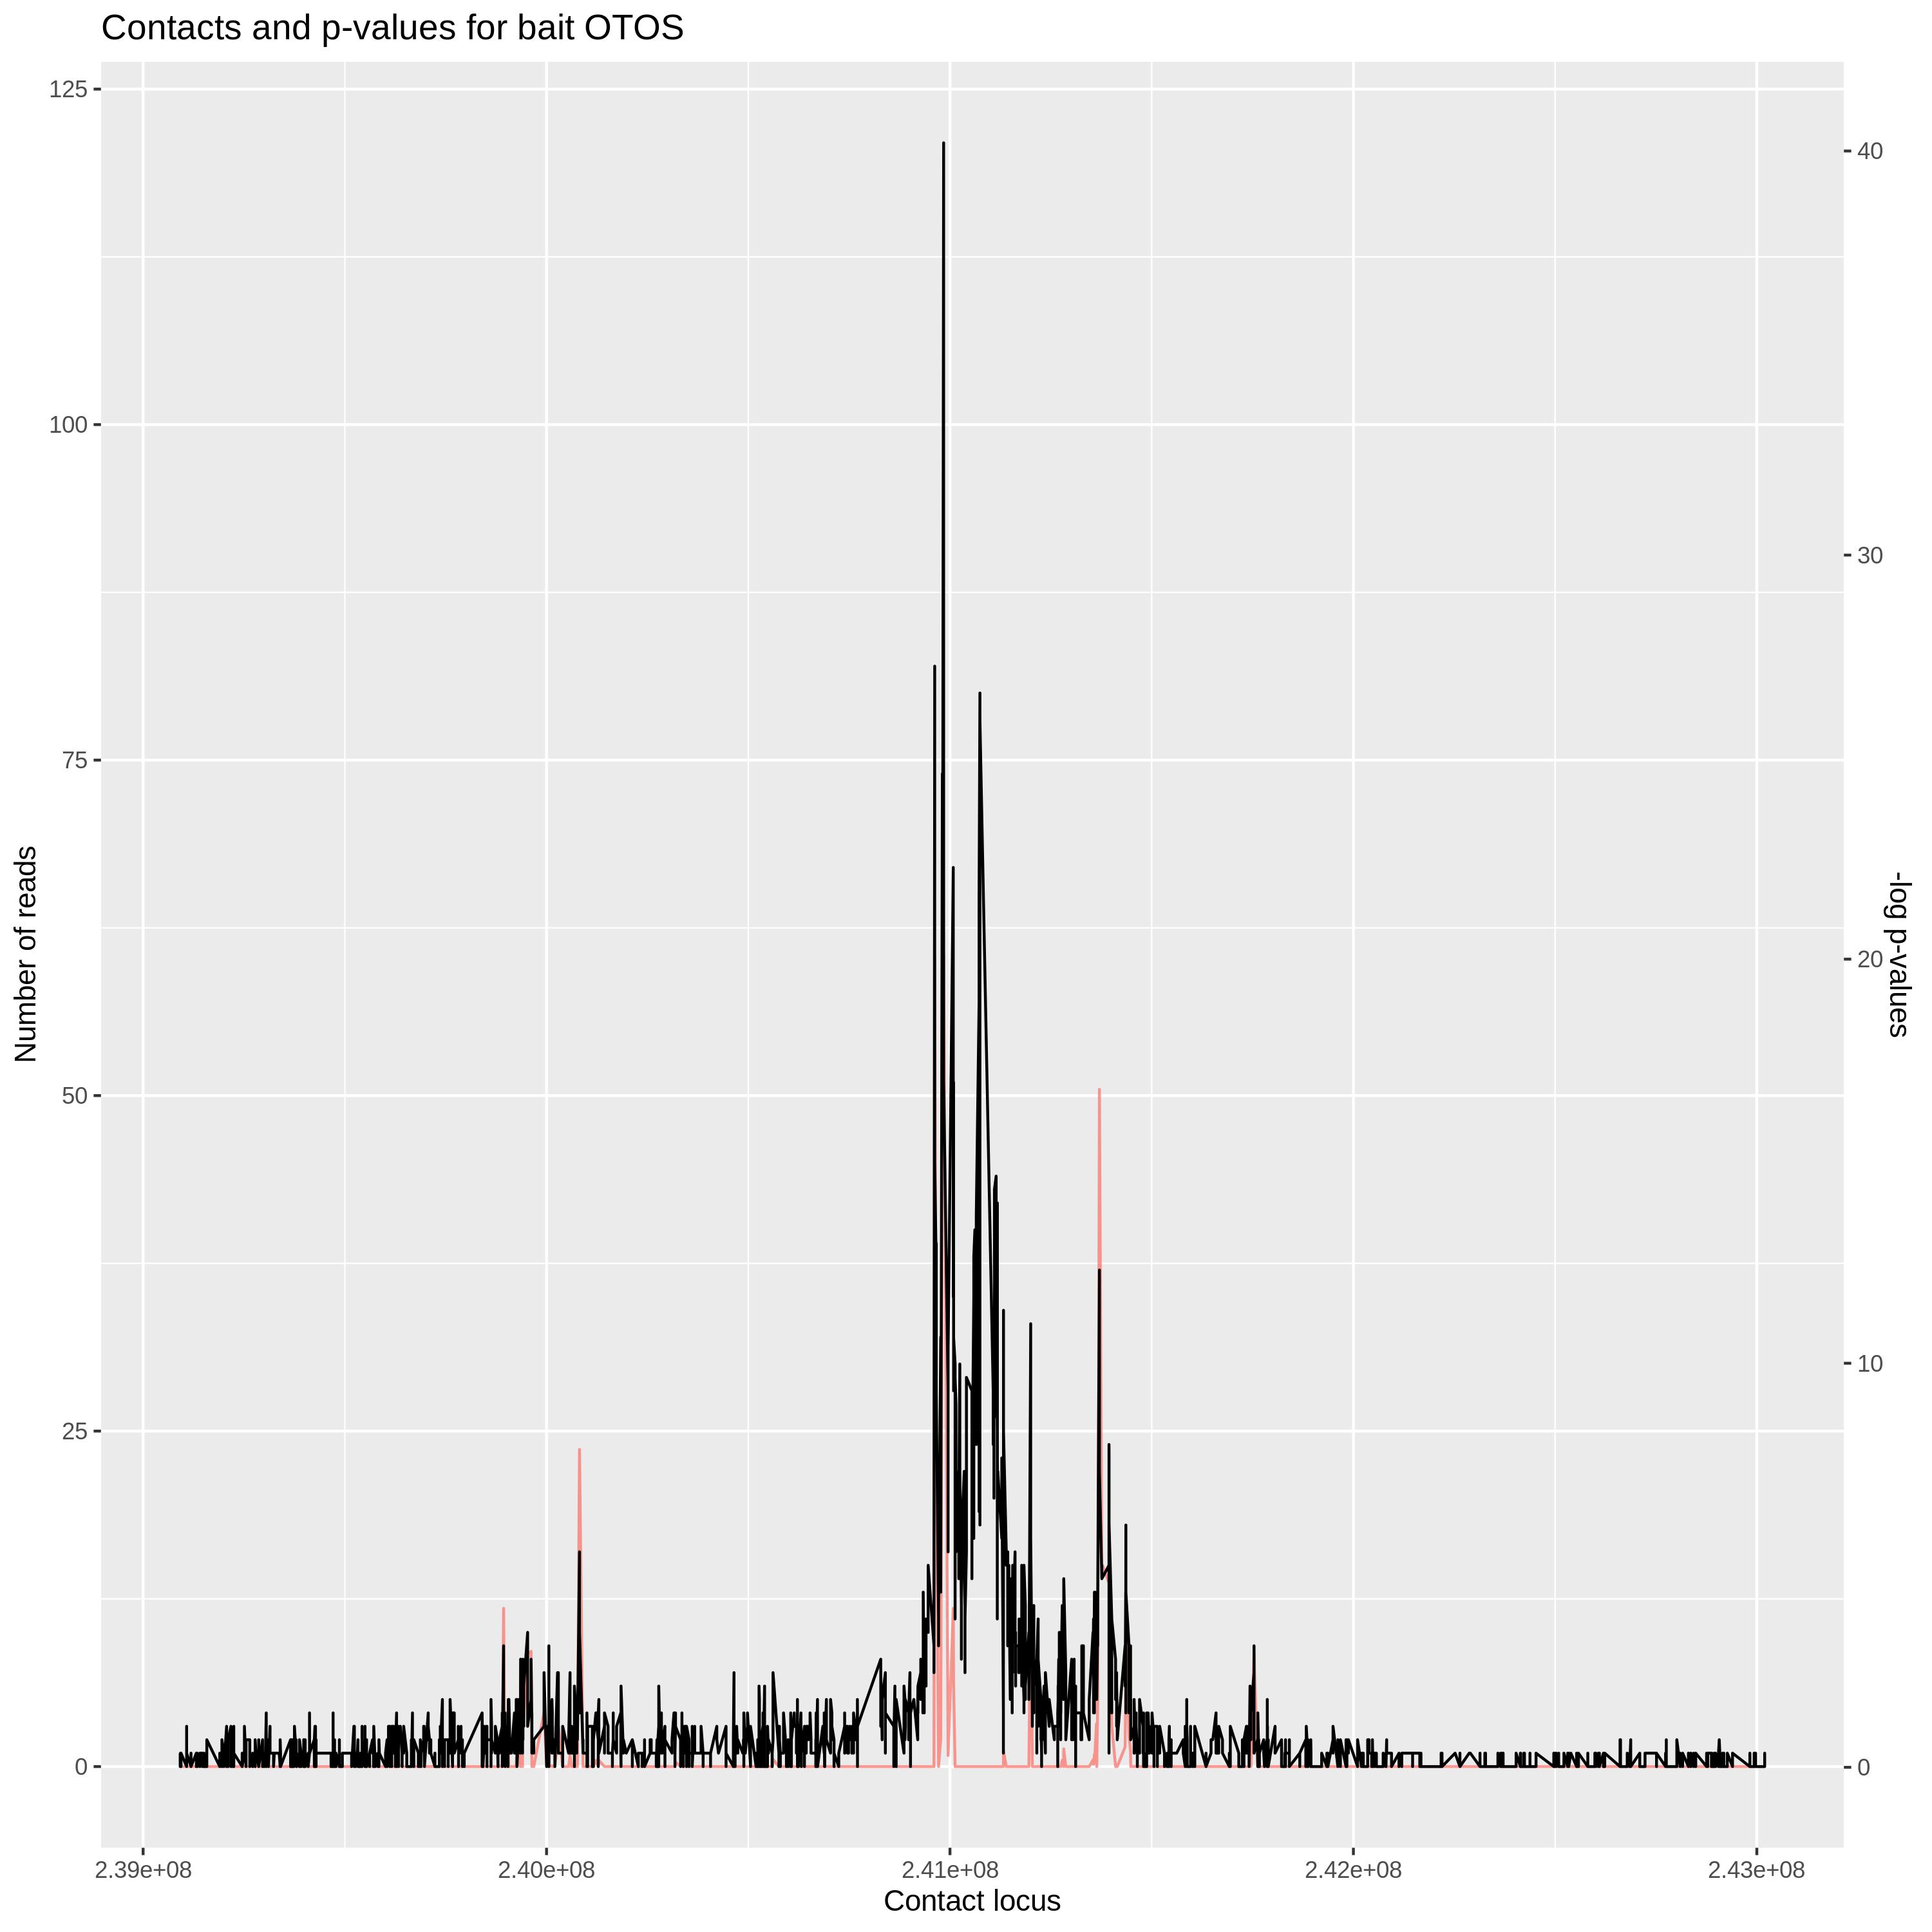 Contacts and p-values for bait OTOS
125
100
75
50
25
0
Number of reads
40
30
20
10
0
-log p-values
2.39e+08 2.40e+08 2.41e+08 2.42e+08 2.43e+08
Contact locus